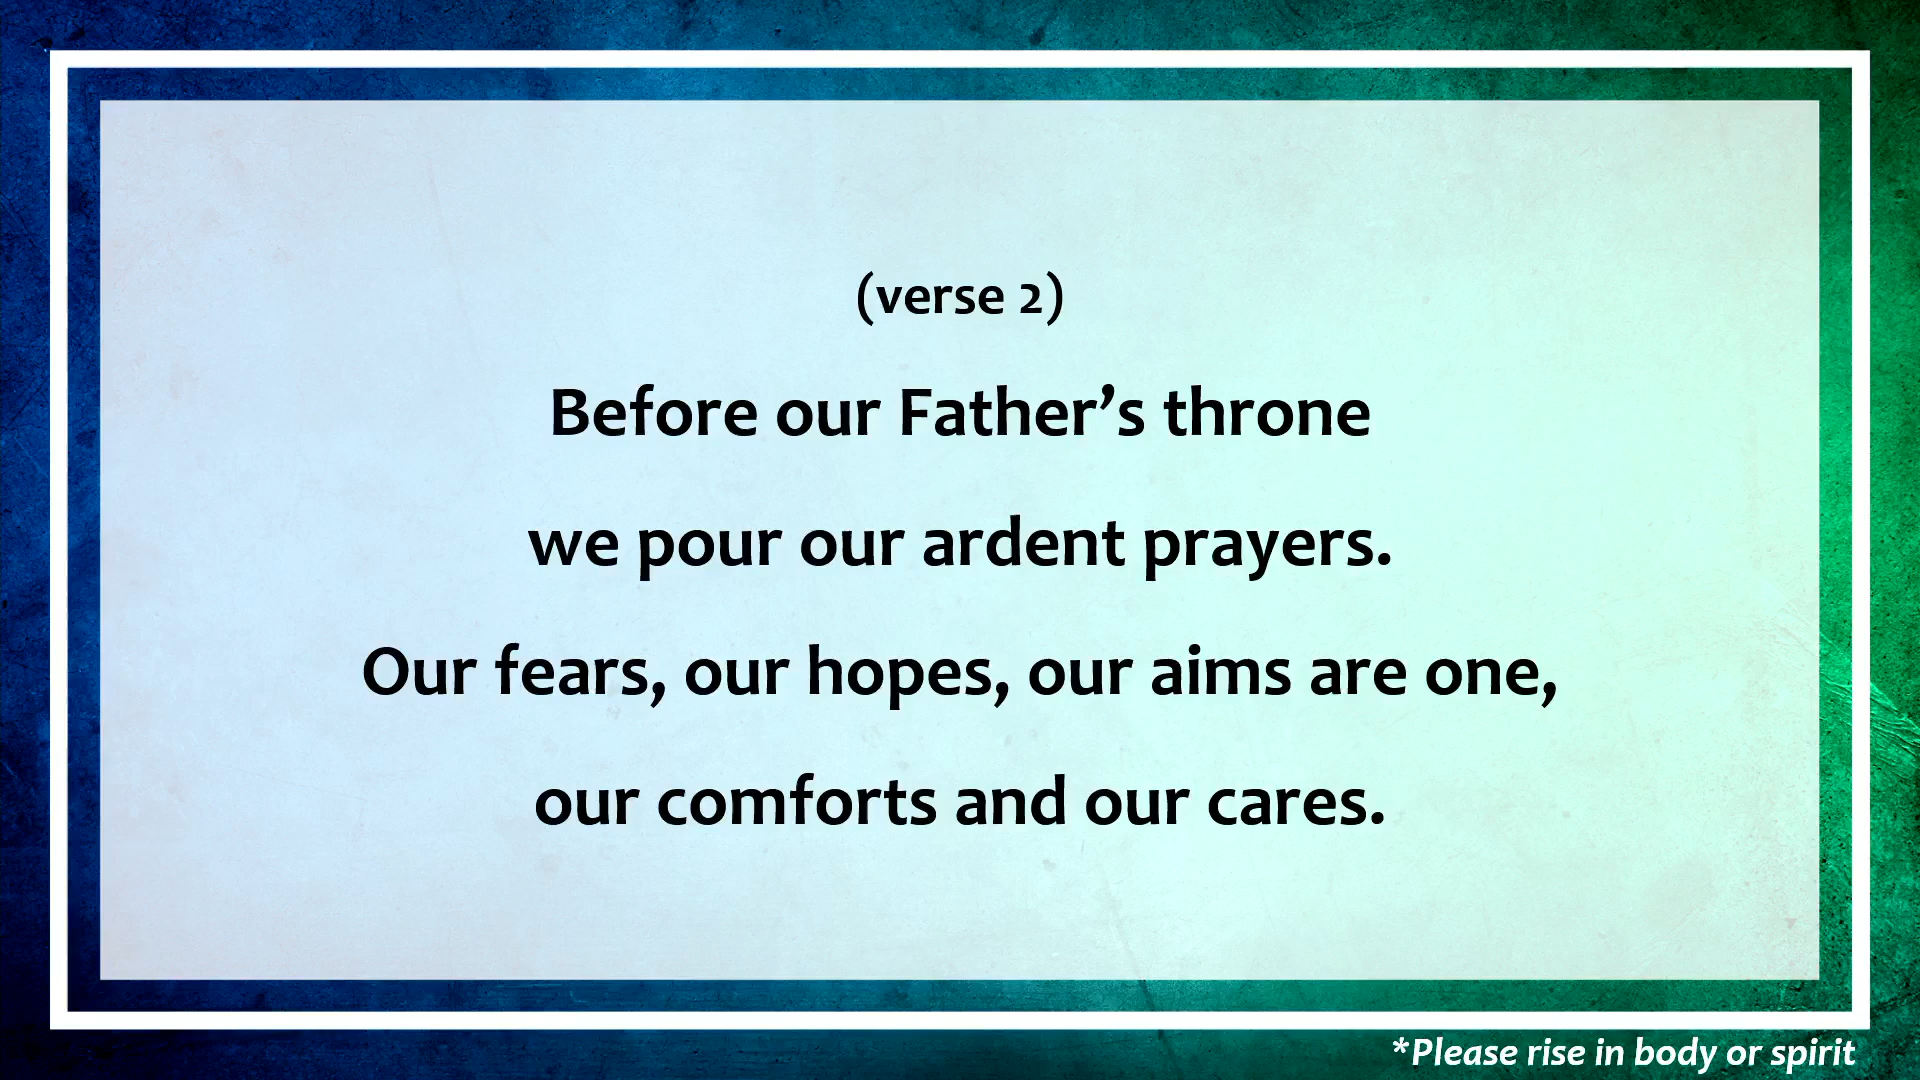 (verse 2)
Before our Father’s throne
we pour our ardent prayers.
Our fears, our hopes, our aims are one,
our comforts and our cares.
*Please rise in body or spirit